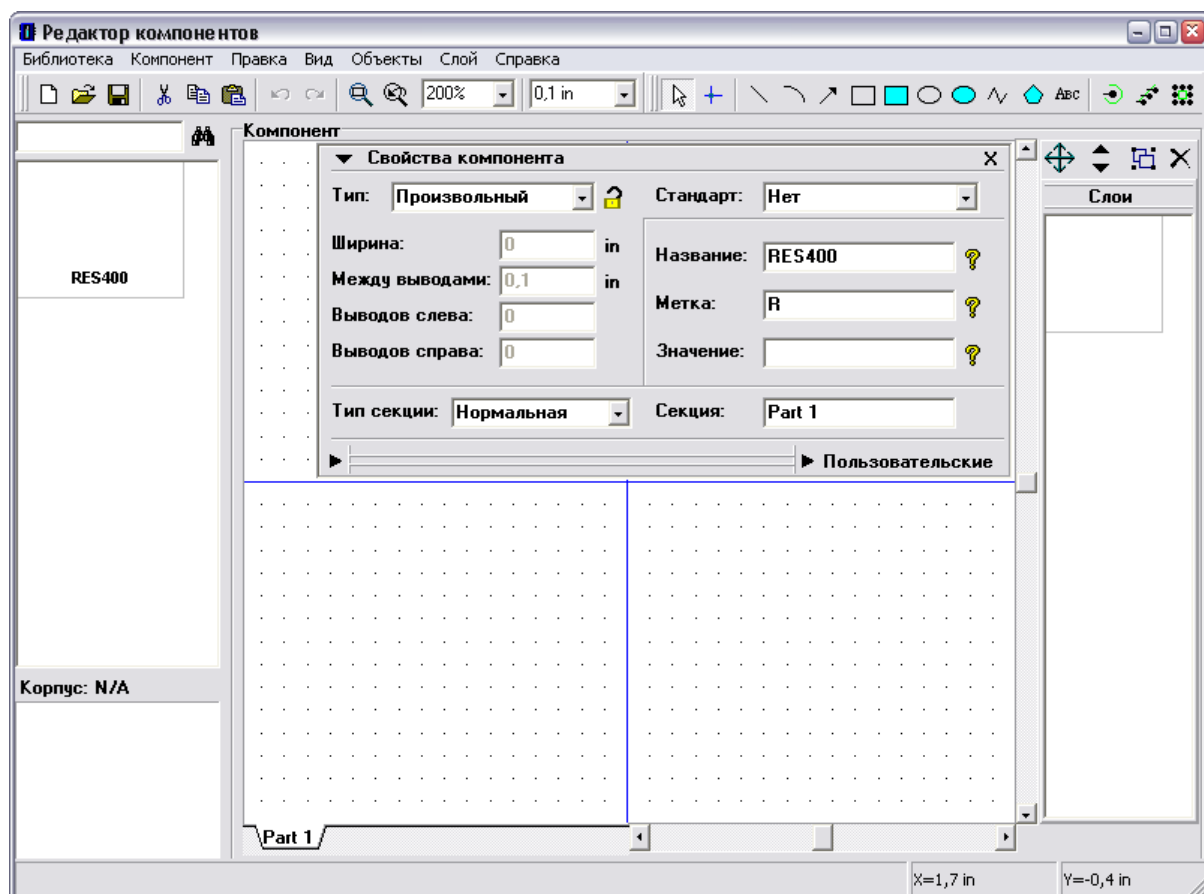 Редактор компонентов
Библиотека Компонент Правка Вид Объекты Слой Справка
200% 0,1 in ABC
Компонент
Свойства компонента X
Тип: Произвольный Стандарт: Нет
Слои
Ширина: 0 in
Название: RES400
RES400
Между выводами: 0,1 in
Метка: R
Выводов слева: 0
Выводов справа: 0
Значение:
Тип секции: Нормальная Секция: Part 1
Пользовательские
Корпус: N/A
Part 1
X=1,7 in Y=-0,4 in